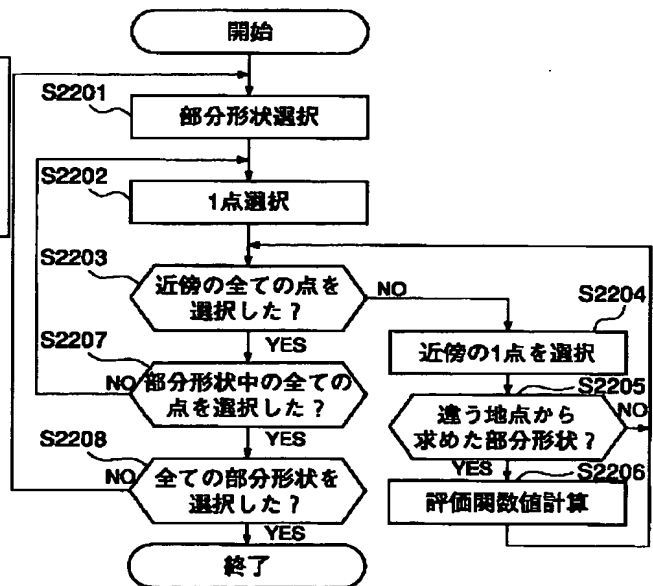 開始
S2201
部分形状選択
S2202
1点選択
S2203
近傍の全ての点を
選択した？
NO
YES
S2204
近傍の1点を選択
S2205
違う地点から
求めた部分形状？
NO
YES
S2206
評価関数値計算
S2207
部分形状中の全ての
点を選択した？
NO
YES
S2208
全ての部分形状を
選択した？
NO
YES
終了